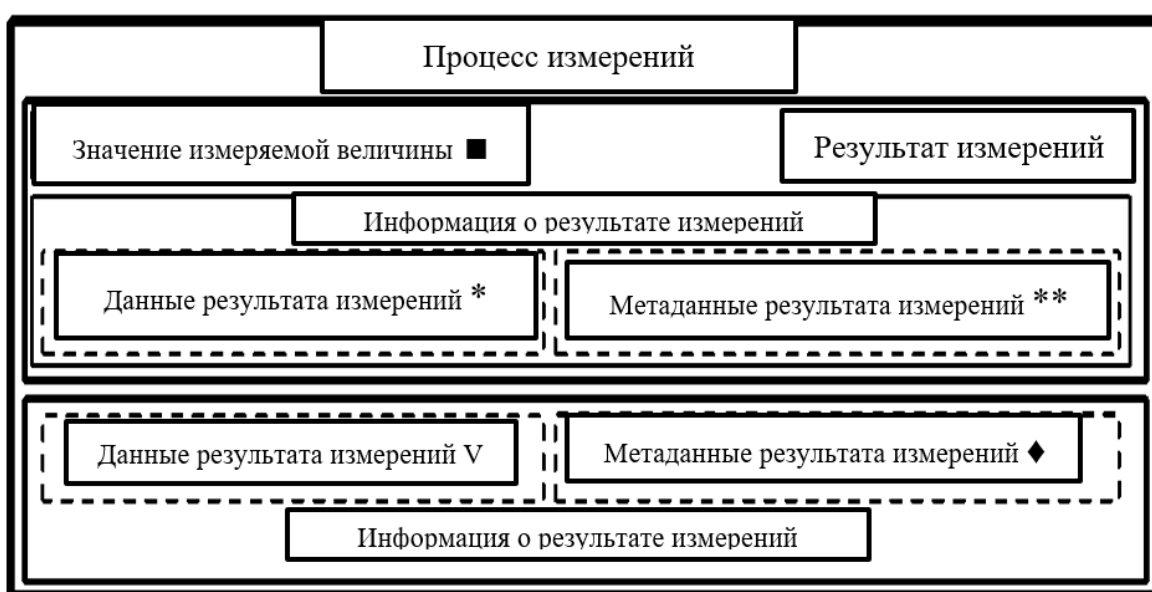 Процесс измерений
Значение измеряемой величины ■
Результат измерений
Информация о результате измерений
Данные результата измерений *
Метаданные результата измерений **
Данные результата измерений V
Метаданные результата измерений ♦
Информация о результате измерений